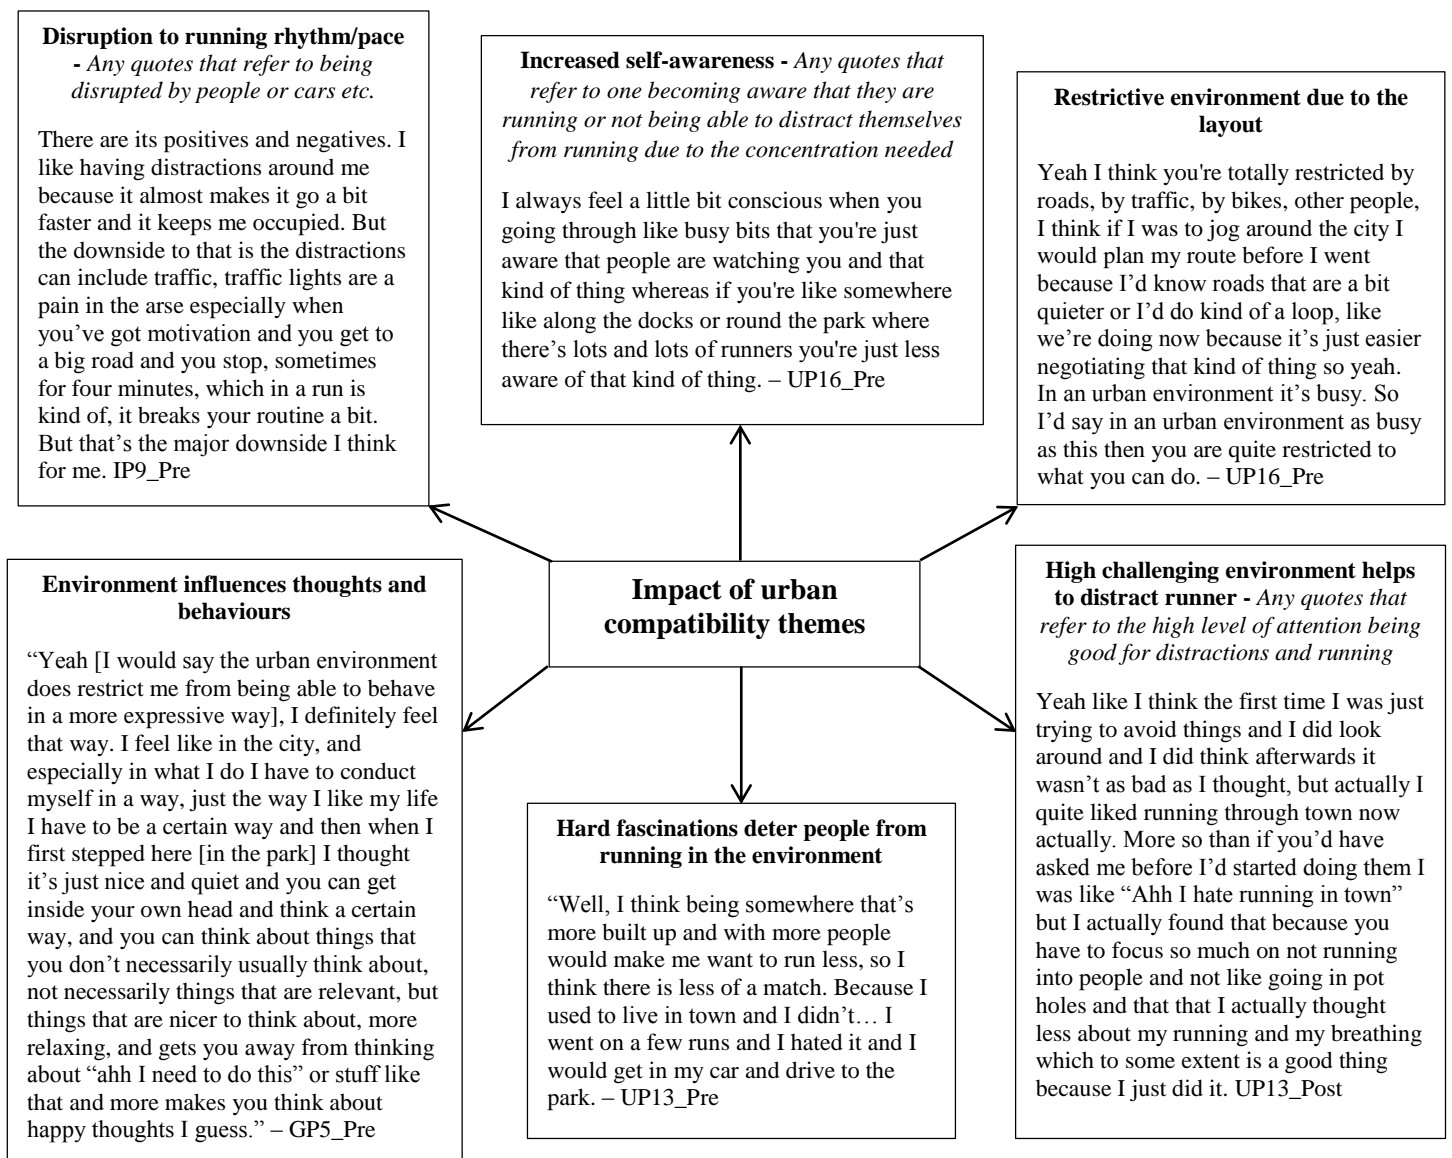 Disruption to running rhythm/pace
- Any quotes that refer to being
disrupted by people or cars etc.
There are its positives and negatives. I
like having distractions around me
because it almost makes it go a bit
faster and it keeps me occupied. But
the downside to that is the distractions
can include traffic, traffic lights are a
pain in the arse especially when
you’ve got motivation and you get to
a big road and you stop, sometimes
for four minutes, which in a run is
kind of, it breaks your routine a bit.
But that’s the major downside I think
for me. IP9_Pre
Increased self-awareness - Any quotes that
refer to one becoming aware that they are
running or not being able to distract themselves
from running due to the concentration needed
I always feel a little bit conscious when you
going through like busy bits that you're just
aware that people are watching you and that
kind of thing whereas if you're like somewhere
like along the docks or round the park where
there’s lots and lots of runners you're just less
aware of that kind of thing. – UP16_Pre
Restrictive environment due to the
layout
Yeah I think you're totally restricted by
roads, by traffic, by bikes, other people,
I think if I was to jog around the city I
would plan my route before I went
because I’d know roads that are a bit
quieter or I’d do kind of a loop, like
we’re doing now because it’s just easier
negotiating that kind of thing so yeah.
In an urban environment it’s busy. So
I’d say in an urban environment as busy
as this then you are quite restricted to
what you can do. – UP16_Pre
Impact of urban
compatibility themes
Environment influences thoughts and
behaviours
“Yeah [I would say the urban environment
does restrict me from being able to behave
in a more expressive way], I definitely feel
that way. I feel like in the city, and
especially in what I do I have to conduct
myself in a way, just the way I like my life
I have to be a certain way and then when I
first stepped here [in the park] I thought
it’s just nice and quiet and you can get
inside your own head and think a certain
way, and you can think about things that
you don’t necessarily usually think about,
not necessarily things that are relevant, but
things that are nicer to think about, more
relaxing, and gets you away from thinking
about “ahh I need to do this” or stuff like
that and more makes you think about
happy thoughts I guess.” – GP5_Pre
Hard fascinations deter people from
running in the environment
“Well, I think being somewhere that’s
more built up and with more people
would make me want to run less, so I
think there is less of a match. Because I
used to live in town and I didn’t… I
went on a few runs and I hated it and I
would get in my car and drive to the
park. – UP13_Pre
High challenging environment helps
to distract runner - Any quotes that
refer to the high level of attention being
good for distractions and running
Yeah like I think the first time I was just
trying to avoid things and I did look
around and I did think afterwards it
wasn’t as bad as I thought, but actually I
quite liked running through town now
actually. More so than if you’d have
asked me before I’d started doing them I
was like “Ahh I hate running in town”
but I actually found that because you
have to focus so much on not running
into people and not like going in pot
holes and that that I actually thought
less about my running and my breathing
which to some extent is a good thing
because I just did it. UP13_Post